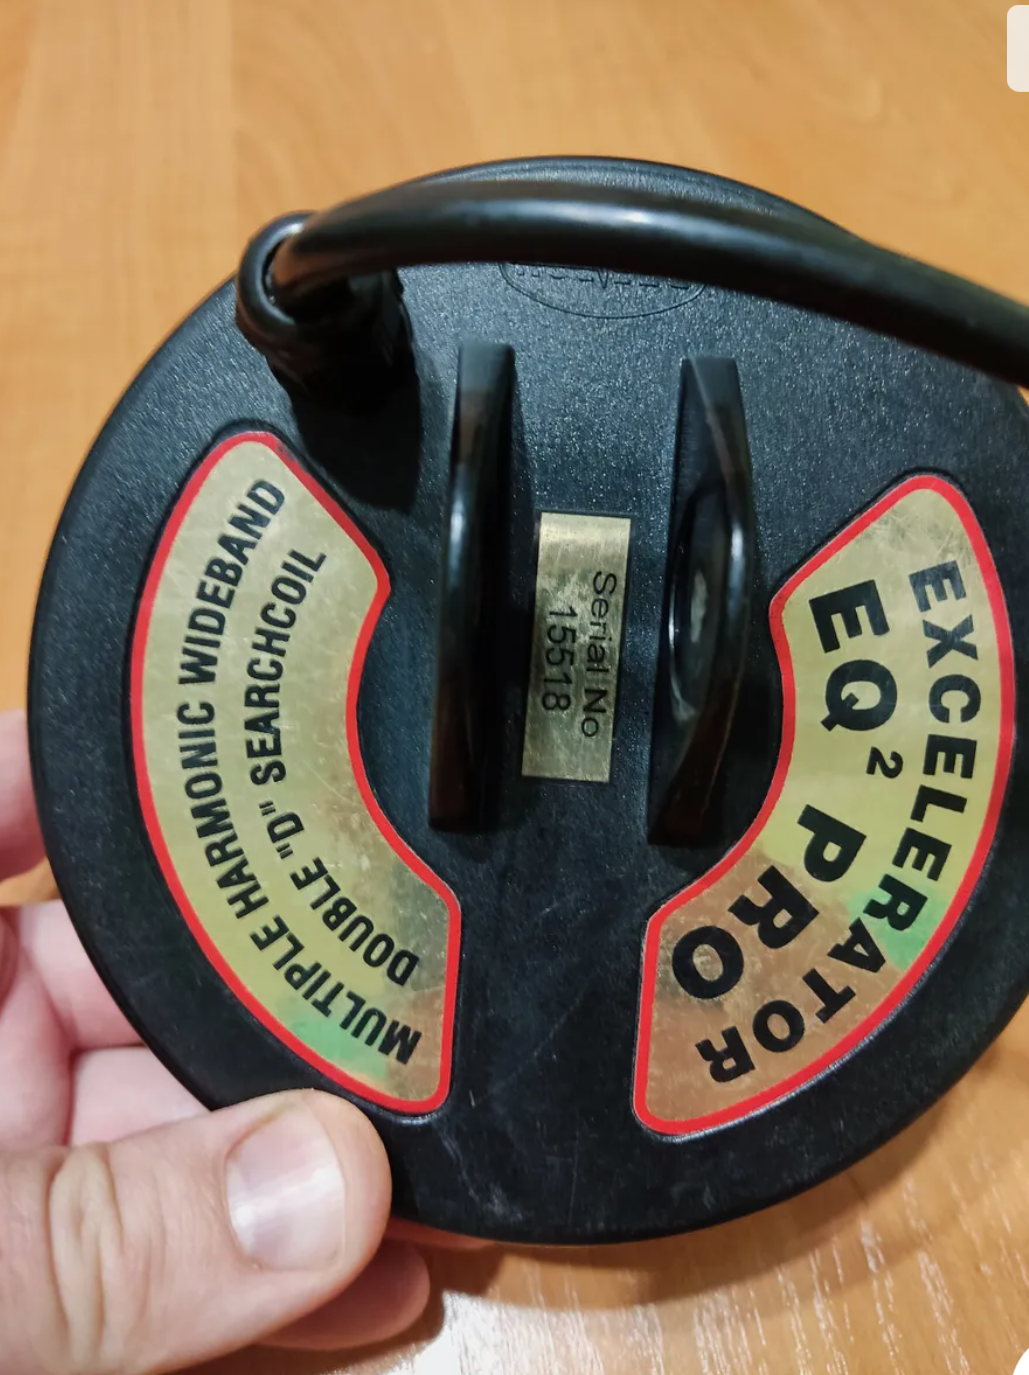 MULTIPLE HARMONIC WIDEBAND
DOUBLE "D" SEARCHCOIL
Serial No
15518
EXCELERATOR
EQ² PRO